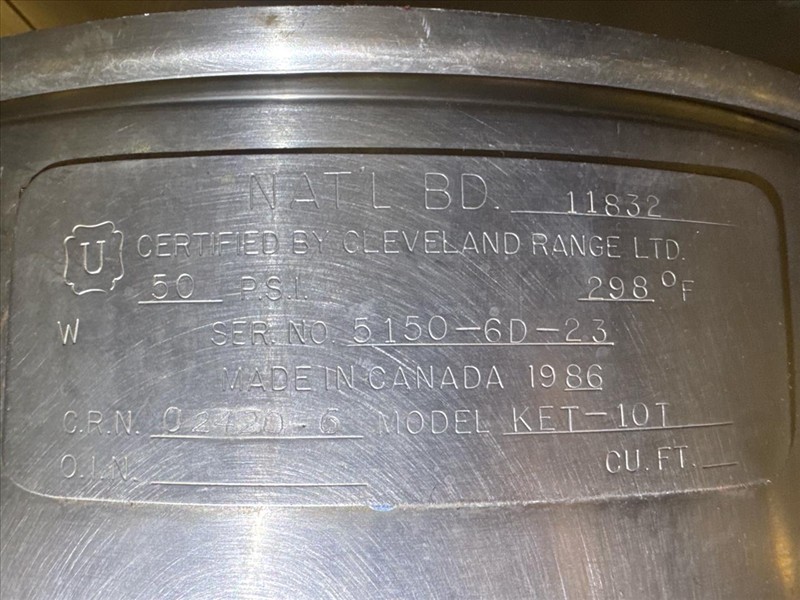 NAT'L BD. 11832
U CERTIFIED BY CLEVELAND RANGE LTD.
50 P.S.I. 298 °F
W SER. NO. 5150-6D-23
MADE IN CANADA 1986
C.R.N. MODEL KET-10T
O.I.N. CU. FT.